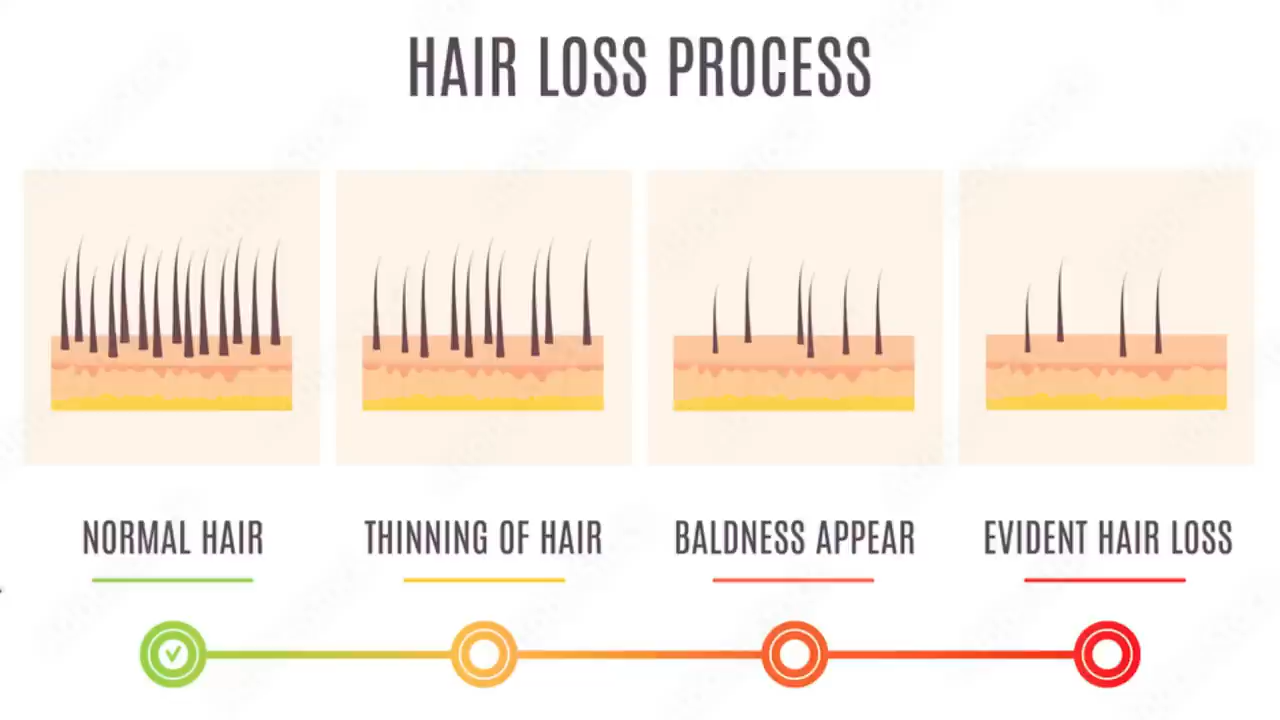 HAIR LOSS PROCESS
NORMAL HAIR
THINNING OF HAIR
BALDNESS APPEAR
EVIDENT HAIR LOSS